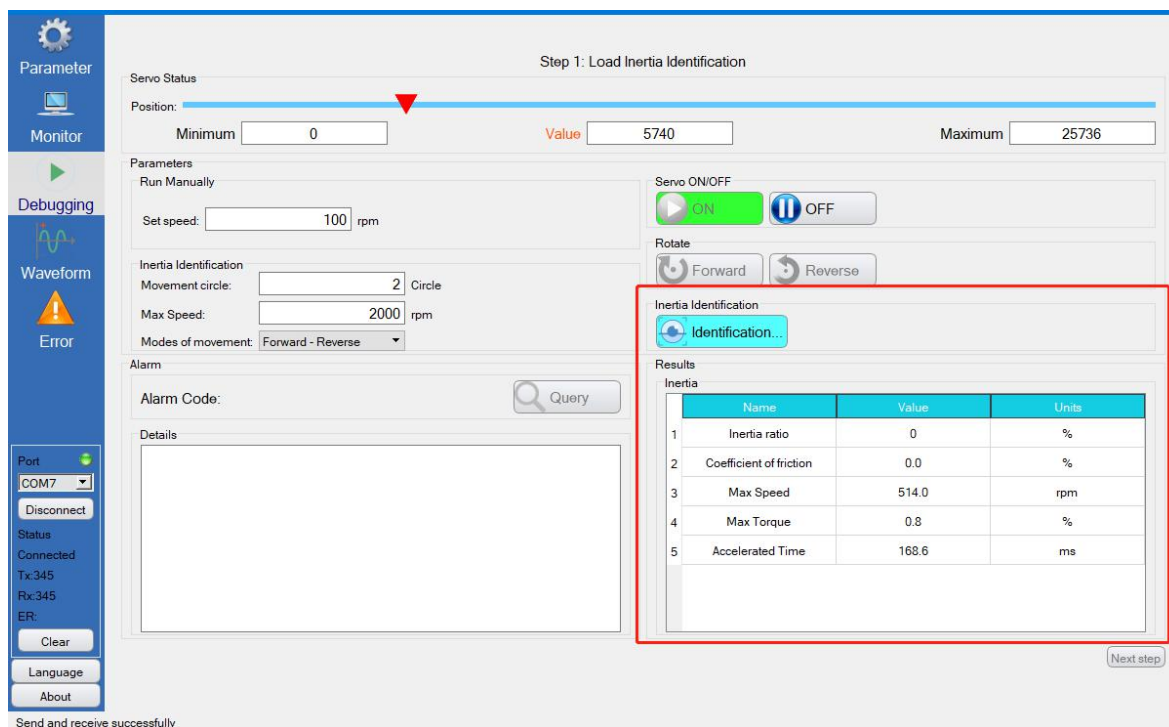 Parameter
Monitor
Debugging
Waveform
Error
Port
COM7
Disconnect
Status
Connected
Tx:345
Rx:345
ER:
Clear
Language
About
Send and receive successfully
Step 1: Load Inertia Identification
Servo Status
Position:
Minimum 0 Value 5740 Maximum 25736
Parameters
Run Manually
Set speed: 100 rpm
Inertia Identification
Movement circle: 2 Circle
Max Speed: 2000 rpm
Modes of movement: Forward - Reverse
Servo ON/OFF
ON OFF
Rotate
Forward Reverse
Inertia Identification
Identification...
Alarm
Alarm Code: Query
Details
Results
Inertia
Name Value Units
1 Inertia ratio 0 %
2 Coefficient of friction 0.0 %
3 Max Speed 514.0 rpm
4 Max Torque 0.8 %
5 Accelerated Time 168.6 ms
Next step